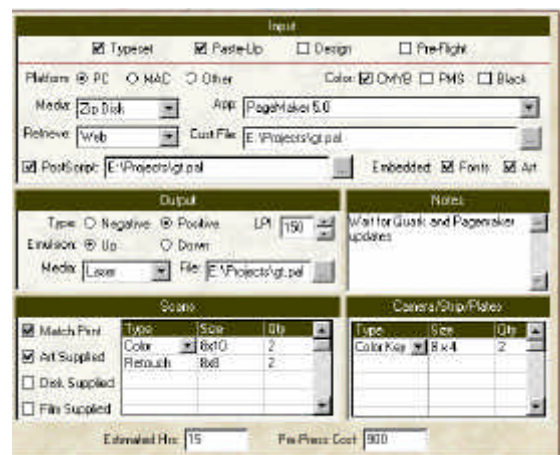 Input
Typeset Paste-Up Design Pre-Flight
Platform: PC MAC Other Color: CMYB PMS Black
Media: Zip Disk App: PageMaker 5.0
Retrieve: Web Cust File: E:\Projects\gt.pal
PostScript: E:\Projects\gt.pal ... Embedded: Fonts Art
Output
Type: Negative Positive LPI 150
Emulsion: Up Down
Media: Laser File: E:\Projects\gt.pal
Notes
Wait for Quark and Pagemaker
updates
Scans
Match Print
Art Supplied
Disk Supplied
Film Supplied
Type Size Qty
Color 8x10 2
Retouch 8x8 2
Camera/Strip/Plates
Type Size Qty
Color Key 8 x 4 2
Estimated Hrs: 15 Pre-Press Cost: 900